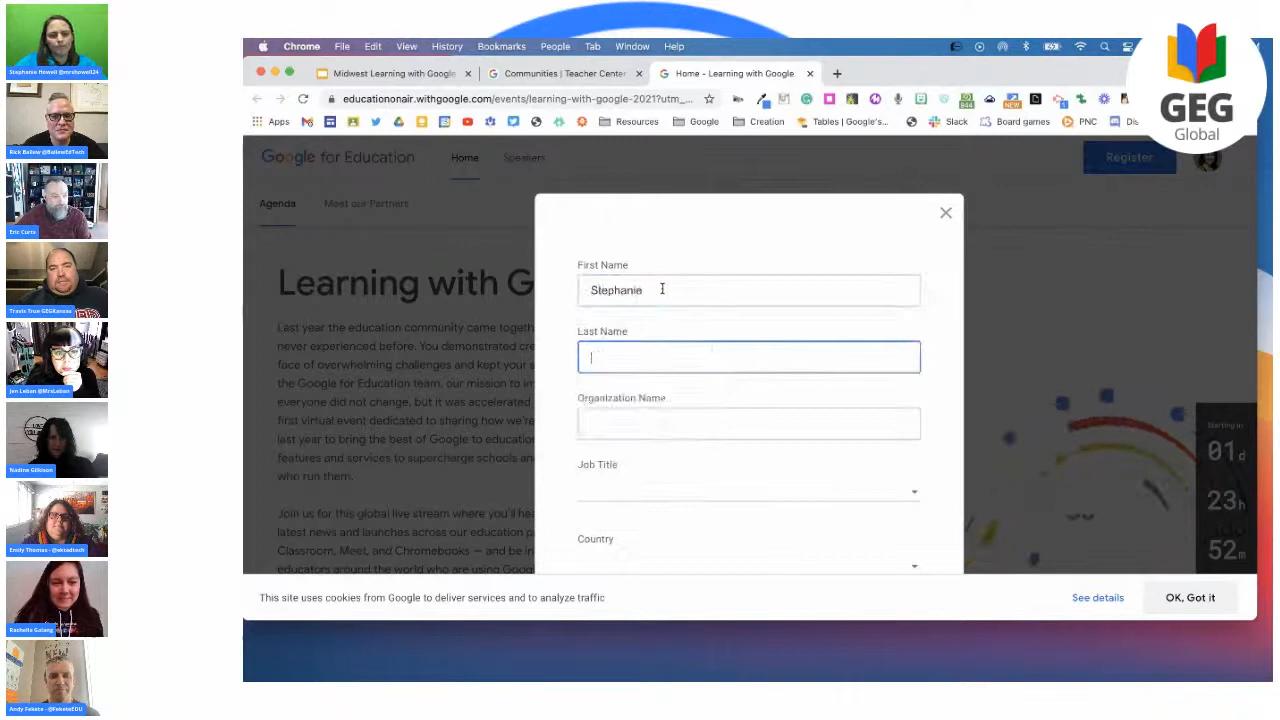 Stephanie Howell @mrshowell24
Rick Ballew @BallewEdTech
Eric Curts
Travis True GEGKansas
Jen Leban @MrsLeban
Nadine Gilkison
Emily Thomas - @ektadtech
Rachelle Galang
Andy Fekete - @FeketeEDU
Chrome File Edit View History Bookmarks People Tab Window Help
Midwest Learning with Google
Communities | Teacher Center
Home - Learning with Google
educationonair.withgoogle.com/events/learning-with-google-2021?utm_...
844
NEW
Apps
Resources
Google
Creation
Tables | Google's...
Slack
Board games
PNC
Dis
GEG
Global
Google for Education
Home
Speakers
Register
Agenda
Meet our Partners
Learning with G
Last year the education community came togeth
never experienced before. You demonstrated cre
face of overwhelming challenges and kept your s
the Google for Education team, our mission to im
everyone did not change, but it was accelerated
first virtual event dedicated to sharing how we're
last year to bring the best of Google to education
features and services to supercharge schools and
who run them.
Join us for this global live stream where you'll hea
latest news and launches across our education p
Classroom, Meet, and Chromebooks — and be in
educators around the world who are using Goog
First Name
Stephanie
Last Name
Organization Name
Job Title
Country
Starting in
01d
23h
52m
This site uses cookies from Google to deliver services and to analyze traffic
See details
OK, Got it